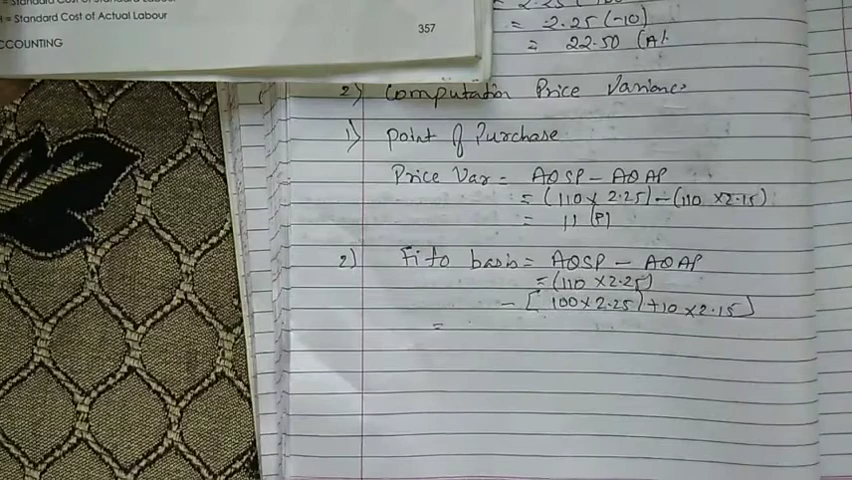 = Standard Cost of Actual Labour
357
CCOUNTING
= -2.25 (-10)
= 22.50 (A)
2) Computation Price Variance
1) Point of Purchase
Price Var = AQSP - AQAP
= (110 x 2.25) - (110 x 2.15)
= 11 (F)
2) Fifo basis = AQSP - AQAP
= (110 x 2.25)
- [100 x 2.25) + 10 x 2.15]
=